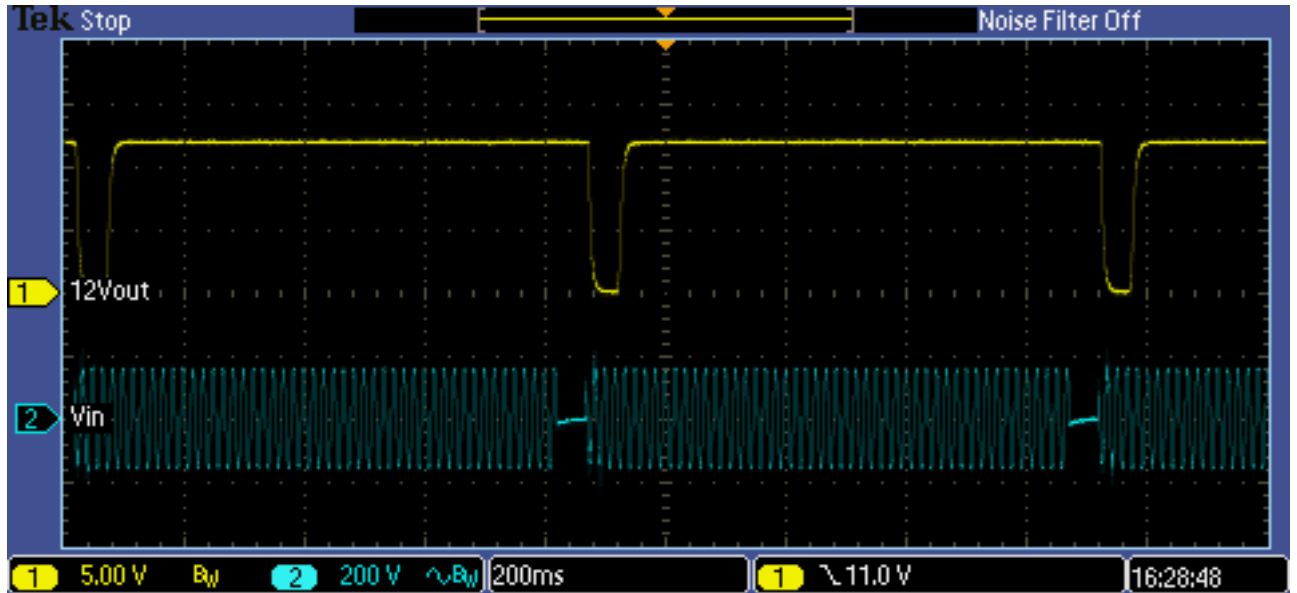 Tek Stop
Noise Filter Off
1 12Vout
2 Vin
1 5.00 V BW 2 200 V BW 200ms 1 11.0 V 16:28:48